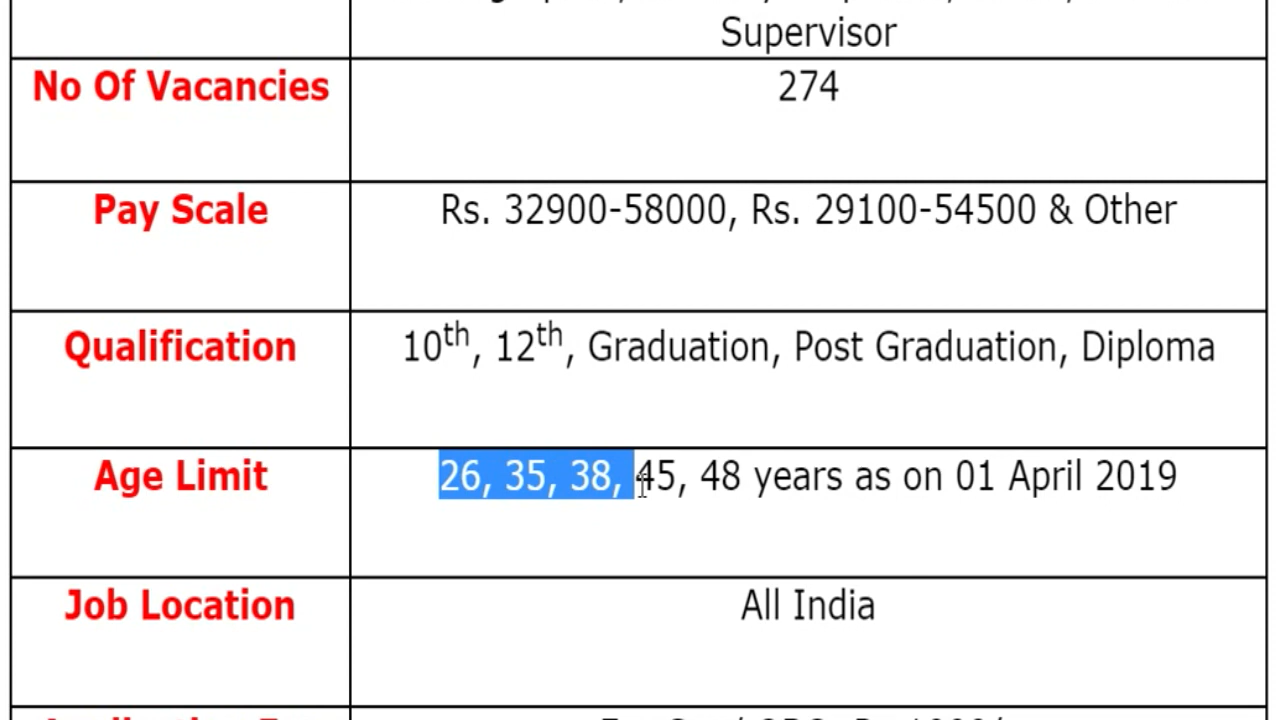 Supervisor
No Of Vacancies 274
Pay Scale Rs. 32900-58000, Rs. 29100-54500 & Other
Qualification 10th, 12th, Graduation, Post Graduation, Diploma
Age Limit 26, 35, 38, 45, 48 years as on 01 April 2019
Job Location All India